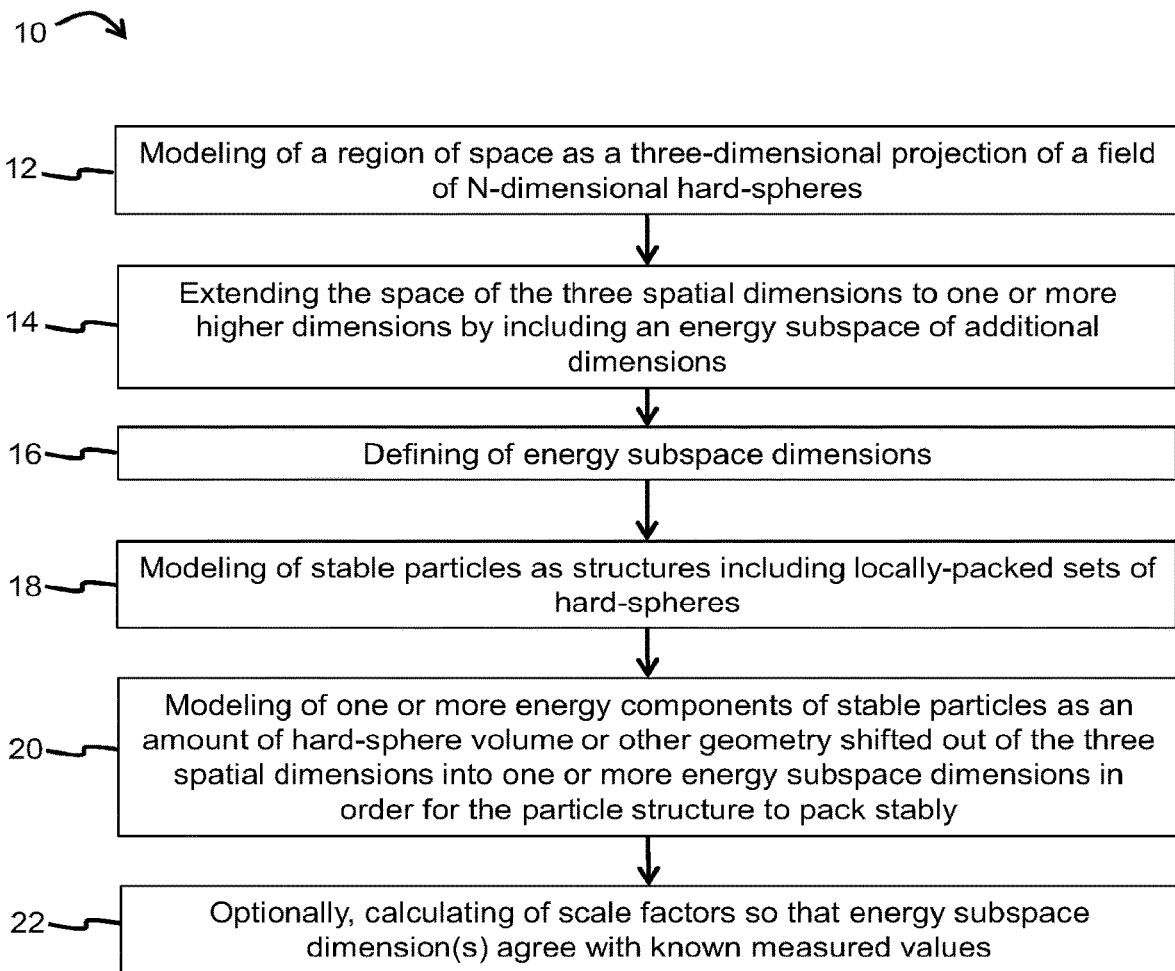 10
12
Modeling of a region of space as a three-dimensional projection of a field
of N-dimensional hard-spheres
14
Extending the space of the three spatial dimensions to one or more
higher dimensions by including an energy subspace of additional
dimensions
16
Defining of energy subspace dimensions
18
Modeling of stable particles as structures including locally-packed sets of
hard-spheres
20
Modeling of one or more energy components of stable particles as an
amount of hard-sphere volume or other geometry shifted out of the three
spatial dimensions into one or more energy subspace dimensions in
order for the particle structure to pack stably
22
Optionally, calculating of scale factors so that energy subspace
dimension(s) agree with known measured values